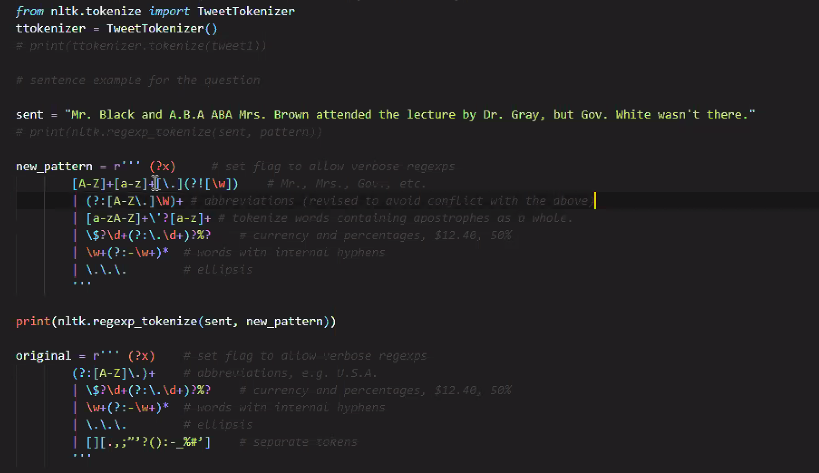 from nltk.tokenize import TweetTokenizer
ttokenizer = TweetTokenizer()
# print(ttokenizer.tokenize(tweet1))
# sentence example for the question
sent = "Mr. Black and A.B.A ABA Mrs. Brown attended the lecture by Dr. Gray, but Gov. White wasn't there."
# print(nltk.regexp_tokenize(sent, pattern))
new_pattern = r''' (?x) # set flag to allow verbose regexps
[A-Z]+[a-z]+[\.](?![\w]) # Mr., Mrs., Gov., etc.
| (?:[A-Z\.]\W)+ # abbreviations (revised to avoid conflict with the above)
| [a-zA-Z]+\'?[a-z]+ # tokenize words containing apostrophes as a whole.
| \$?\d+(?:\.\d+)?%? # currency and percentages, $12.40, 50%
| \w+(?:-\w+)* # words with internal hyphens
| \.\.\. # ellipsis
'''
print(nltk.regexp_tokenize(sent, new_pattern))
original = r''' (?x) # set flag to allow verbose regexps
(?:[A-Z]\.)+ # abbreviations, e.g. U.S.A.
| \$?\d+(?:\.\d+)?%? # currency and percentages, $12.40, 50%
| \w+(?:-\w+)* # words with internal hyphens
| \.\.\. # ellipsis
| [][.,;"'?():-_%#'] # separate tokens
'''